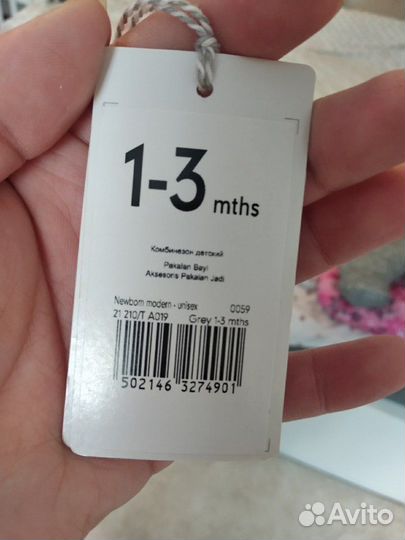 1-3 mths
Комбинезон детский
Pakaian Bayi
Aksesoris Pakaian Jadi
Newborn modern - unisex 0059
21 210/T A019 Grey 1-3 mths
502146 3274901
Avito